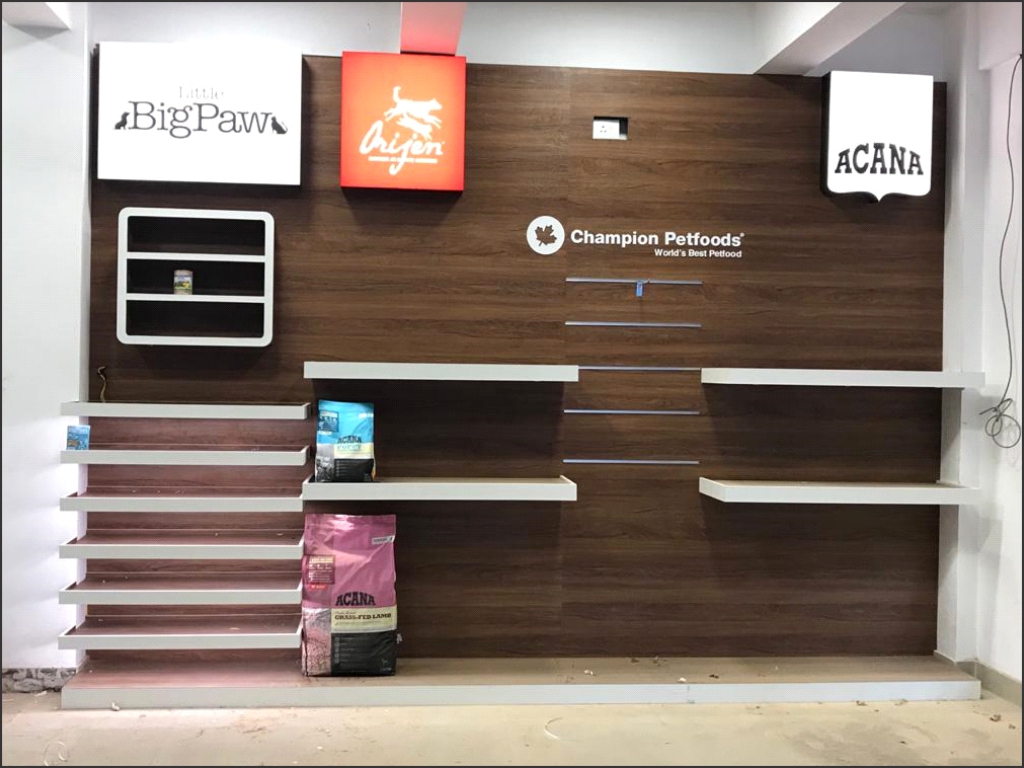 Little
BigPaw
Orijen
ACANA
Champion Petfoods®
World's Best Petfood
ACANA
ACANA
GRASS-FED LAMB